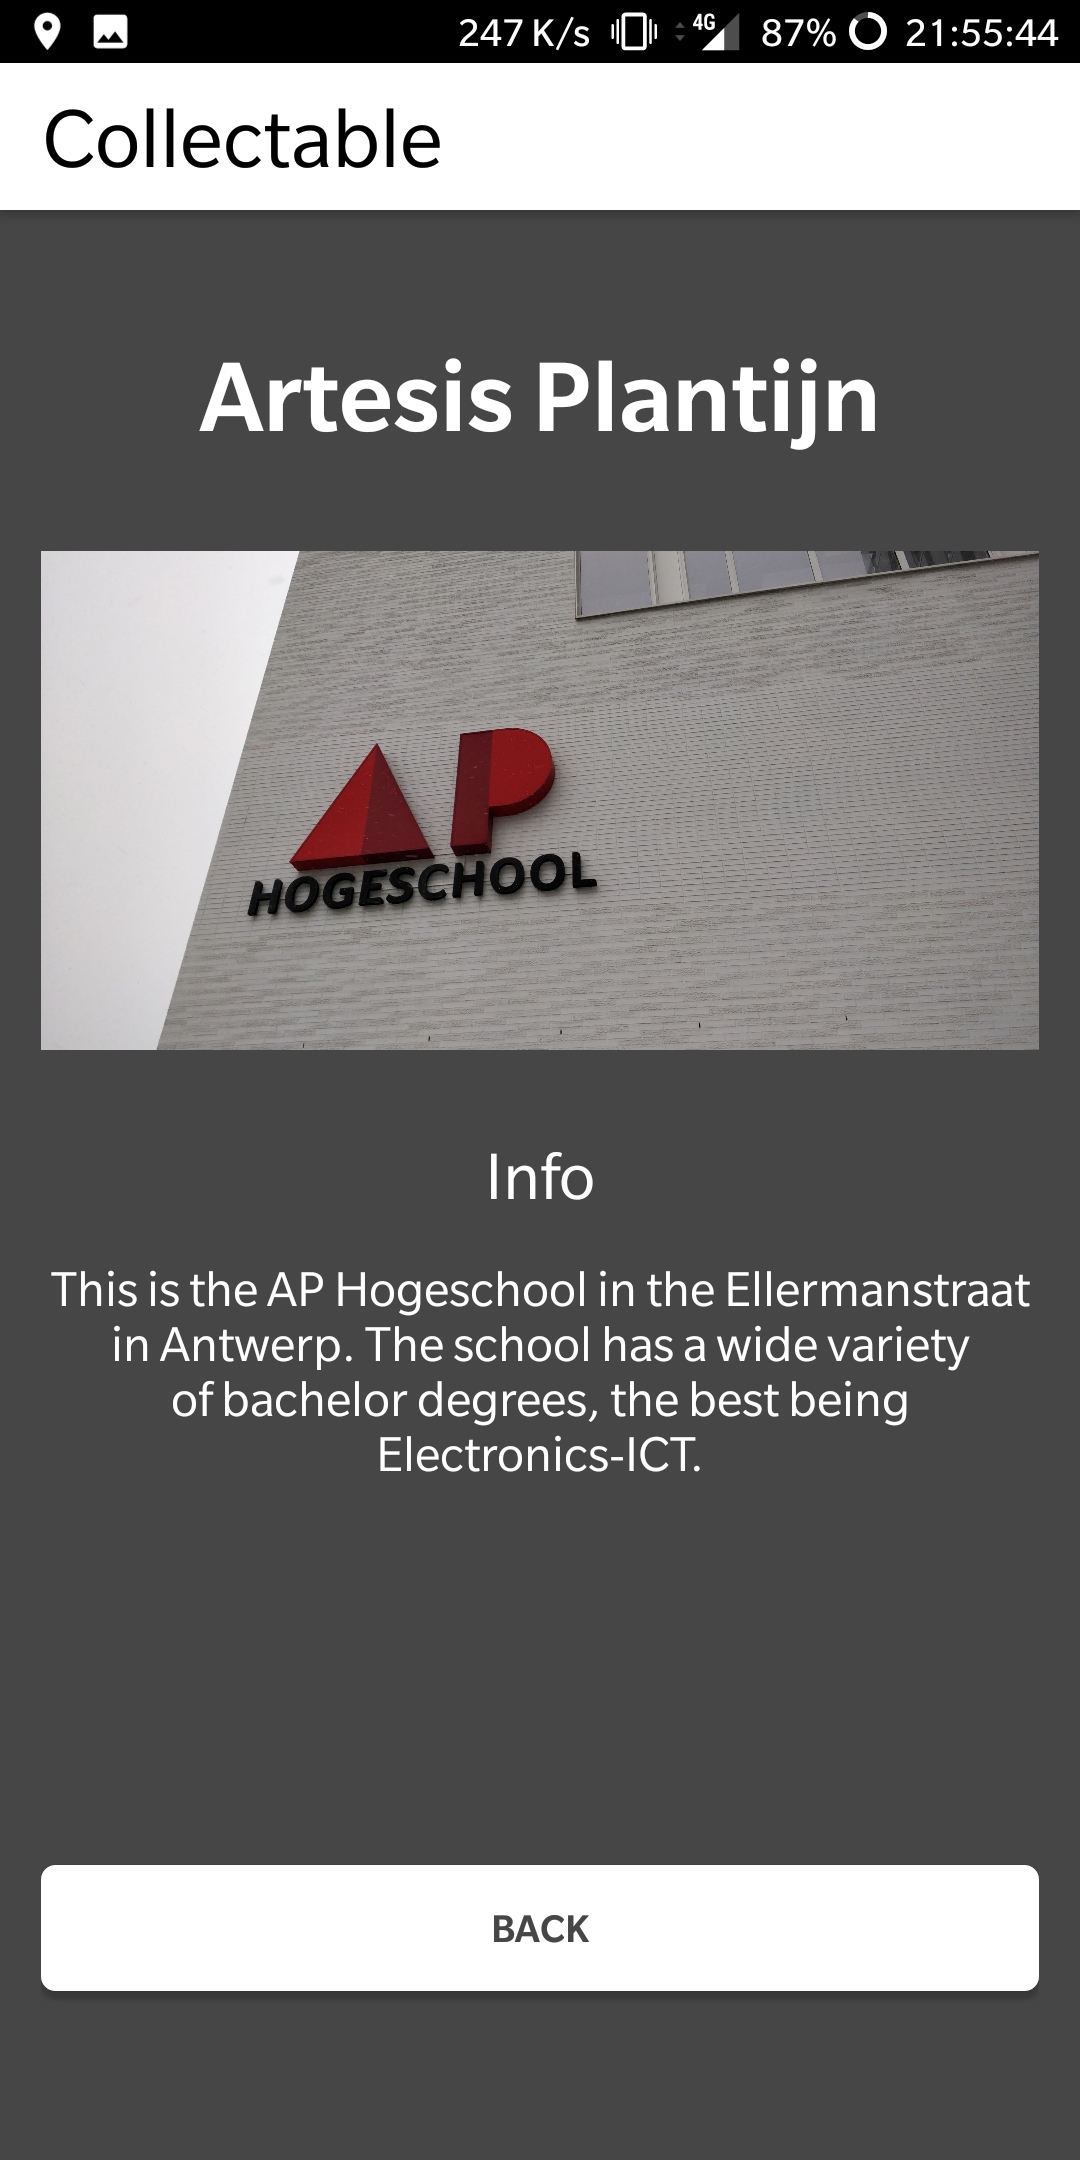 247 K/s 4G 87% 21:55:44
Collectable
Artesis Plantijn
AP
HOGESCHOOL
Info
This is the AP Hogeschool in the Ellermanstraat
in Antwerp. The school has a wide variety
of bachelor degrees, the best being
Electronics-ICT.
BACK